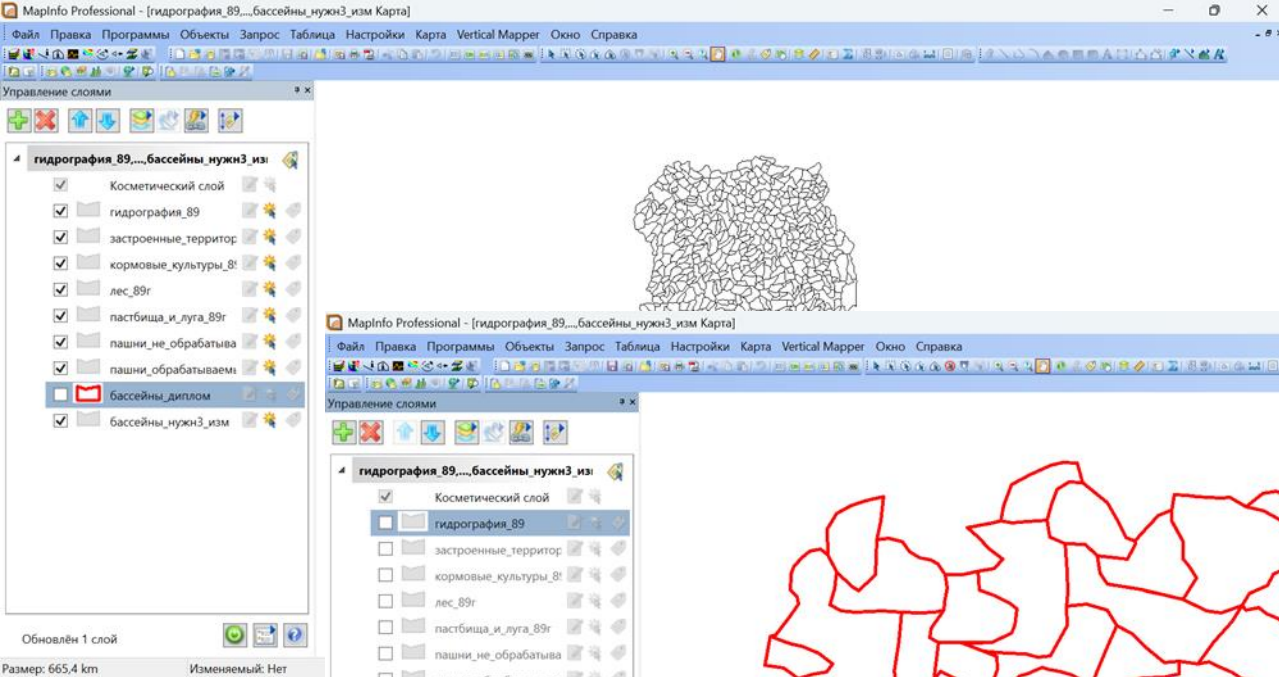 MapInfo Professional - [гидрография_89,...,бассейны_нужн3_изм Карта]
Файл Правка Программы Объекты Запрос Таблица Настройки Карта Vertical Mapper Окно Справка
Управление слоями
гидрография_89,...,бассейны_нужн3_из
Косметический слой
гидрография_89
застроенные_территор
кормовые_культуры_8
лес_89г
пастбища_и_луга_89г
пашни_не_обрабатыва
пашни_обрабатываемь
бассейны_диплом
бассейны_нужн3_изм
Обновлён 1 слой
Размер: 665,4 km Изменяемый: Нет
MapInfo Professional - [гидрография_89,...,бассейны_нужн3_изм Карта]
Файл Правка Программы Объекты Запрос Таблица Настройки Карта Vertical Mapper Окно Справка
Управление слоями
гидрография_89,...,бассейны_нужн3_из
Косметический слой
гидрография_89
застроенные_территор
кормовые_культуры_8
лес_89г
пастбища_и_луга_89г
пашни_не_обрабатыва